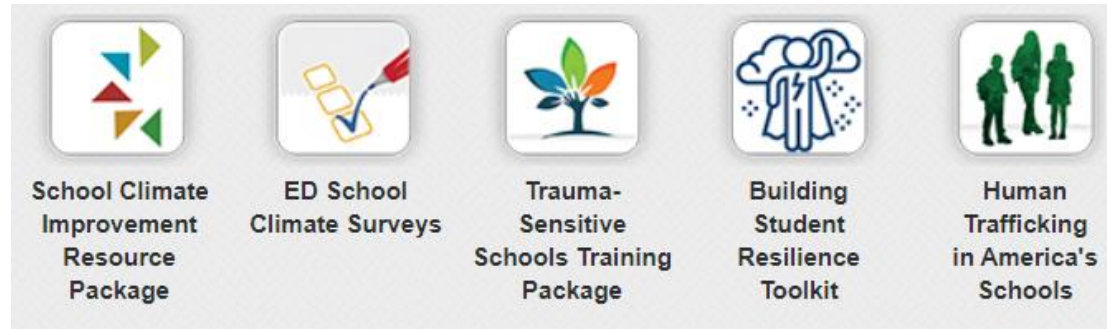 School Climate
Improvement
Resource
Package
ED School
Climate Surveys
Trauma-
Sensitive
Schools Training
Package
Building
Student
Resilience
Toolkit
Human
Trafficking
in America's
Schools